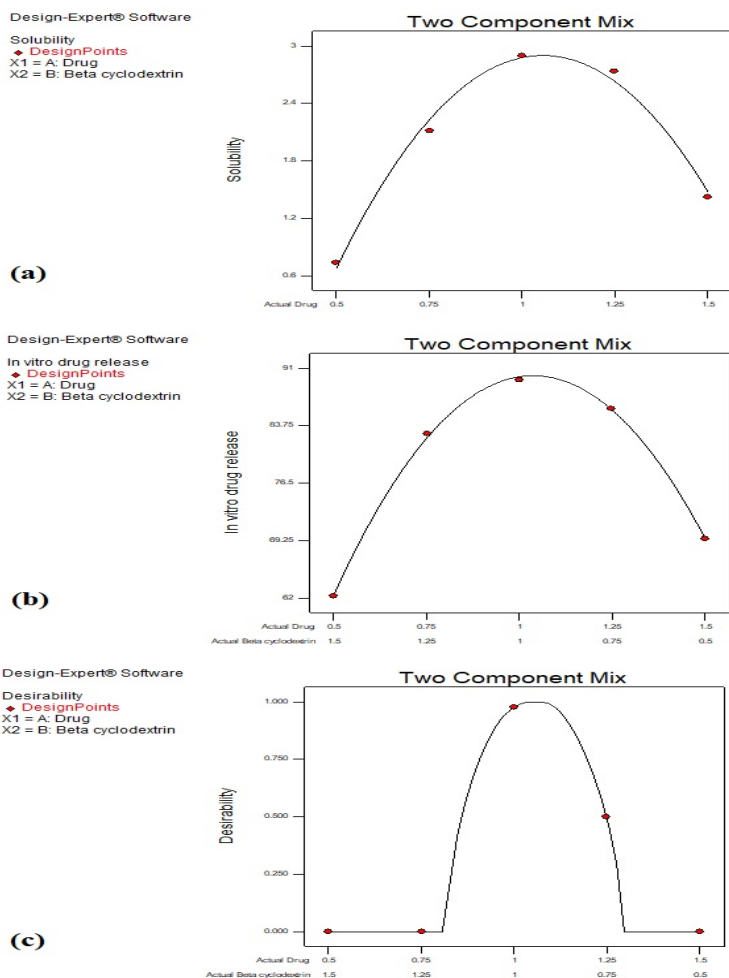 Design-Expert® Software
Two Component Mix
Solubility
DesignPoints
X1 = A: Drug
X2 = B: Beta cyclodextrin
3
2.4
1.8
1.2
0.6
Solubility
(a)
0.5 0.75 1 1.25 1.5
Actual Drug
Design-Expert® Software
Two Component Mix
In vitro drug release
DesignPoints
X1 = A: Drug
X2 = B: Beta cyclodextrin
91
83.75
76.5
69.25
62
In vitro drug release
(b)
Actual Drug 0.5 0.75 1 1.25 1.5
Actual Beta cyclodextrin 1.5 1.25 1 0.75 0.5
Design-Expert® Software
Two Component Mix
Desirability
DesignPoints
X1 = A: Drug
X2 = B: Beta cyclodextrin
1.000
0.750
0.500
0.250
0.000
Desirability
(c)
Actual Drug 0.5 0.75 1 1.25 1.5
Actual Beta cyclodextrin 1.5 1.25 1 0.75 0.5